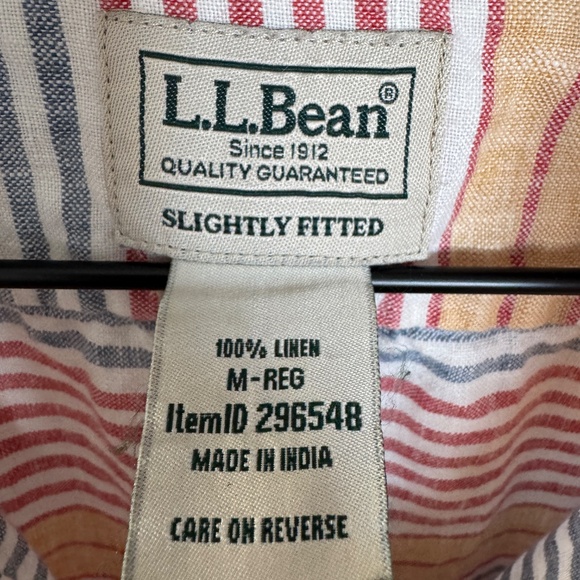 L.L.Bean®
Since 1912
QUALITY GUARANTEED
SLIGHTLY FITTED
100% LINEN
M-REG
ItemID 296548
MADE IN INDIA
CARE ON REVERSE